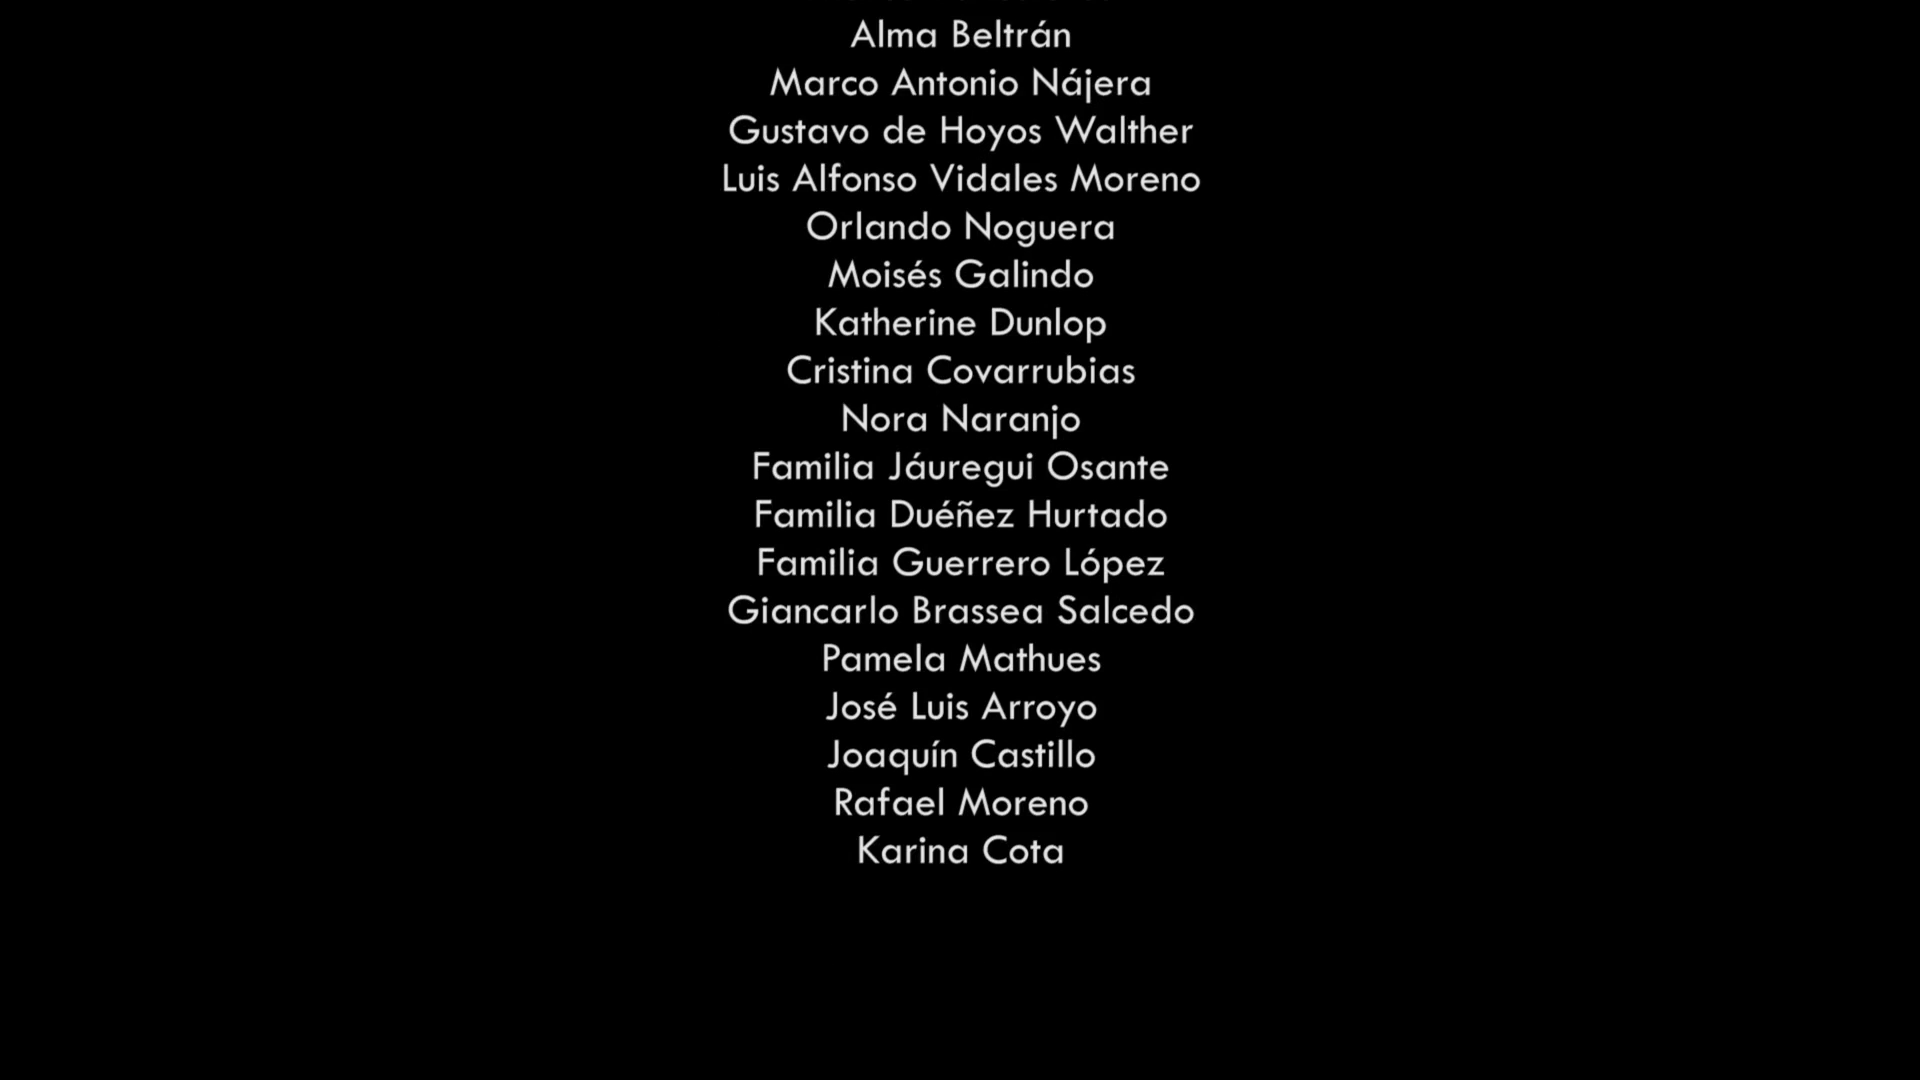 Alma Beltrán
Marco Antonio Nájera
Gustavo de Hoyos Walther
Luis Alfonso Vidales Moreno
Orlando Noguera
Moisés Galindo
Katherine Dunlop
Cristina Covarrubias
Nora Naranjo
Familia Jáuregui Osante
Familia Duéñez Hurtado
Familia Guerrero López
Giancarlo Brassea Salcedo
Pamela Mathues
José Luis Arroyo
Joaquín Castillo
Rafael Moreno
Karina Cota